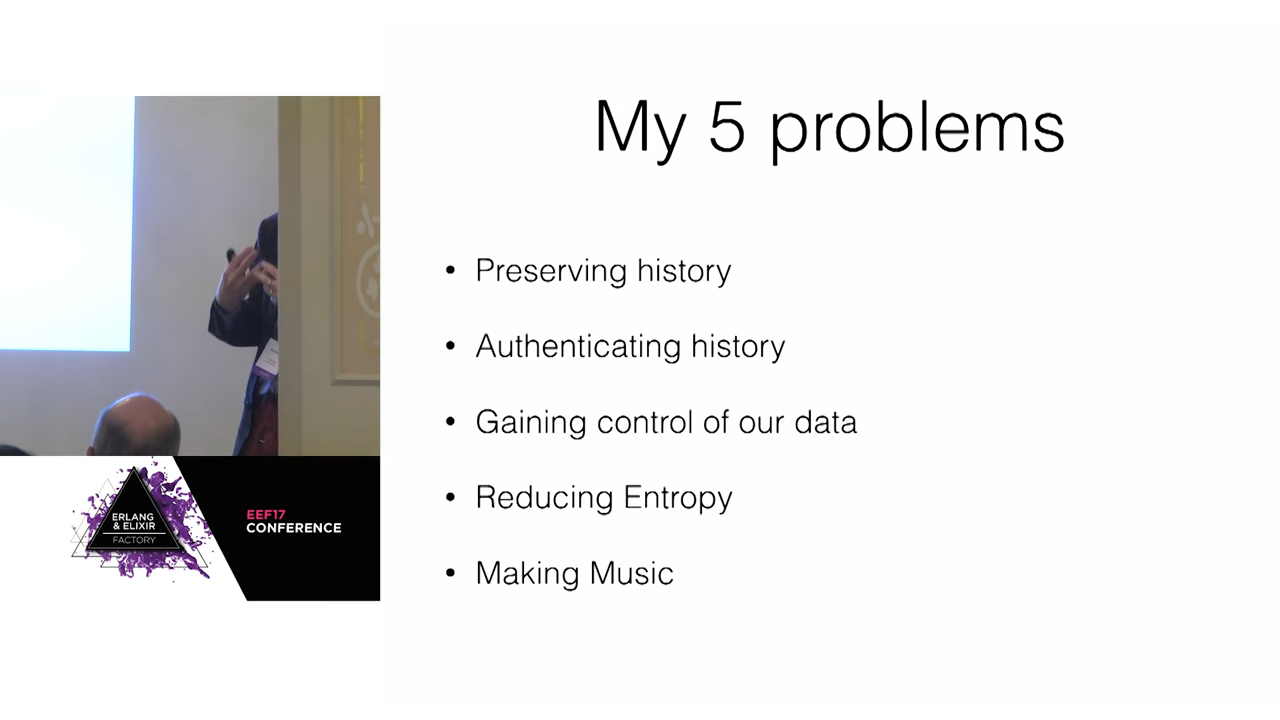 My 5 problems
• Preserving history
• Authenticating history
• Gaining control of our data
• Reducing Entropy
• Making Music
ERLANG
& ELIXIR
FACTORY
EEF17
CONFERENCE